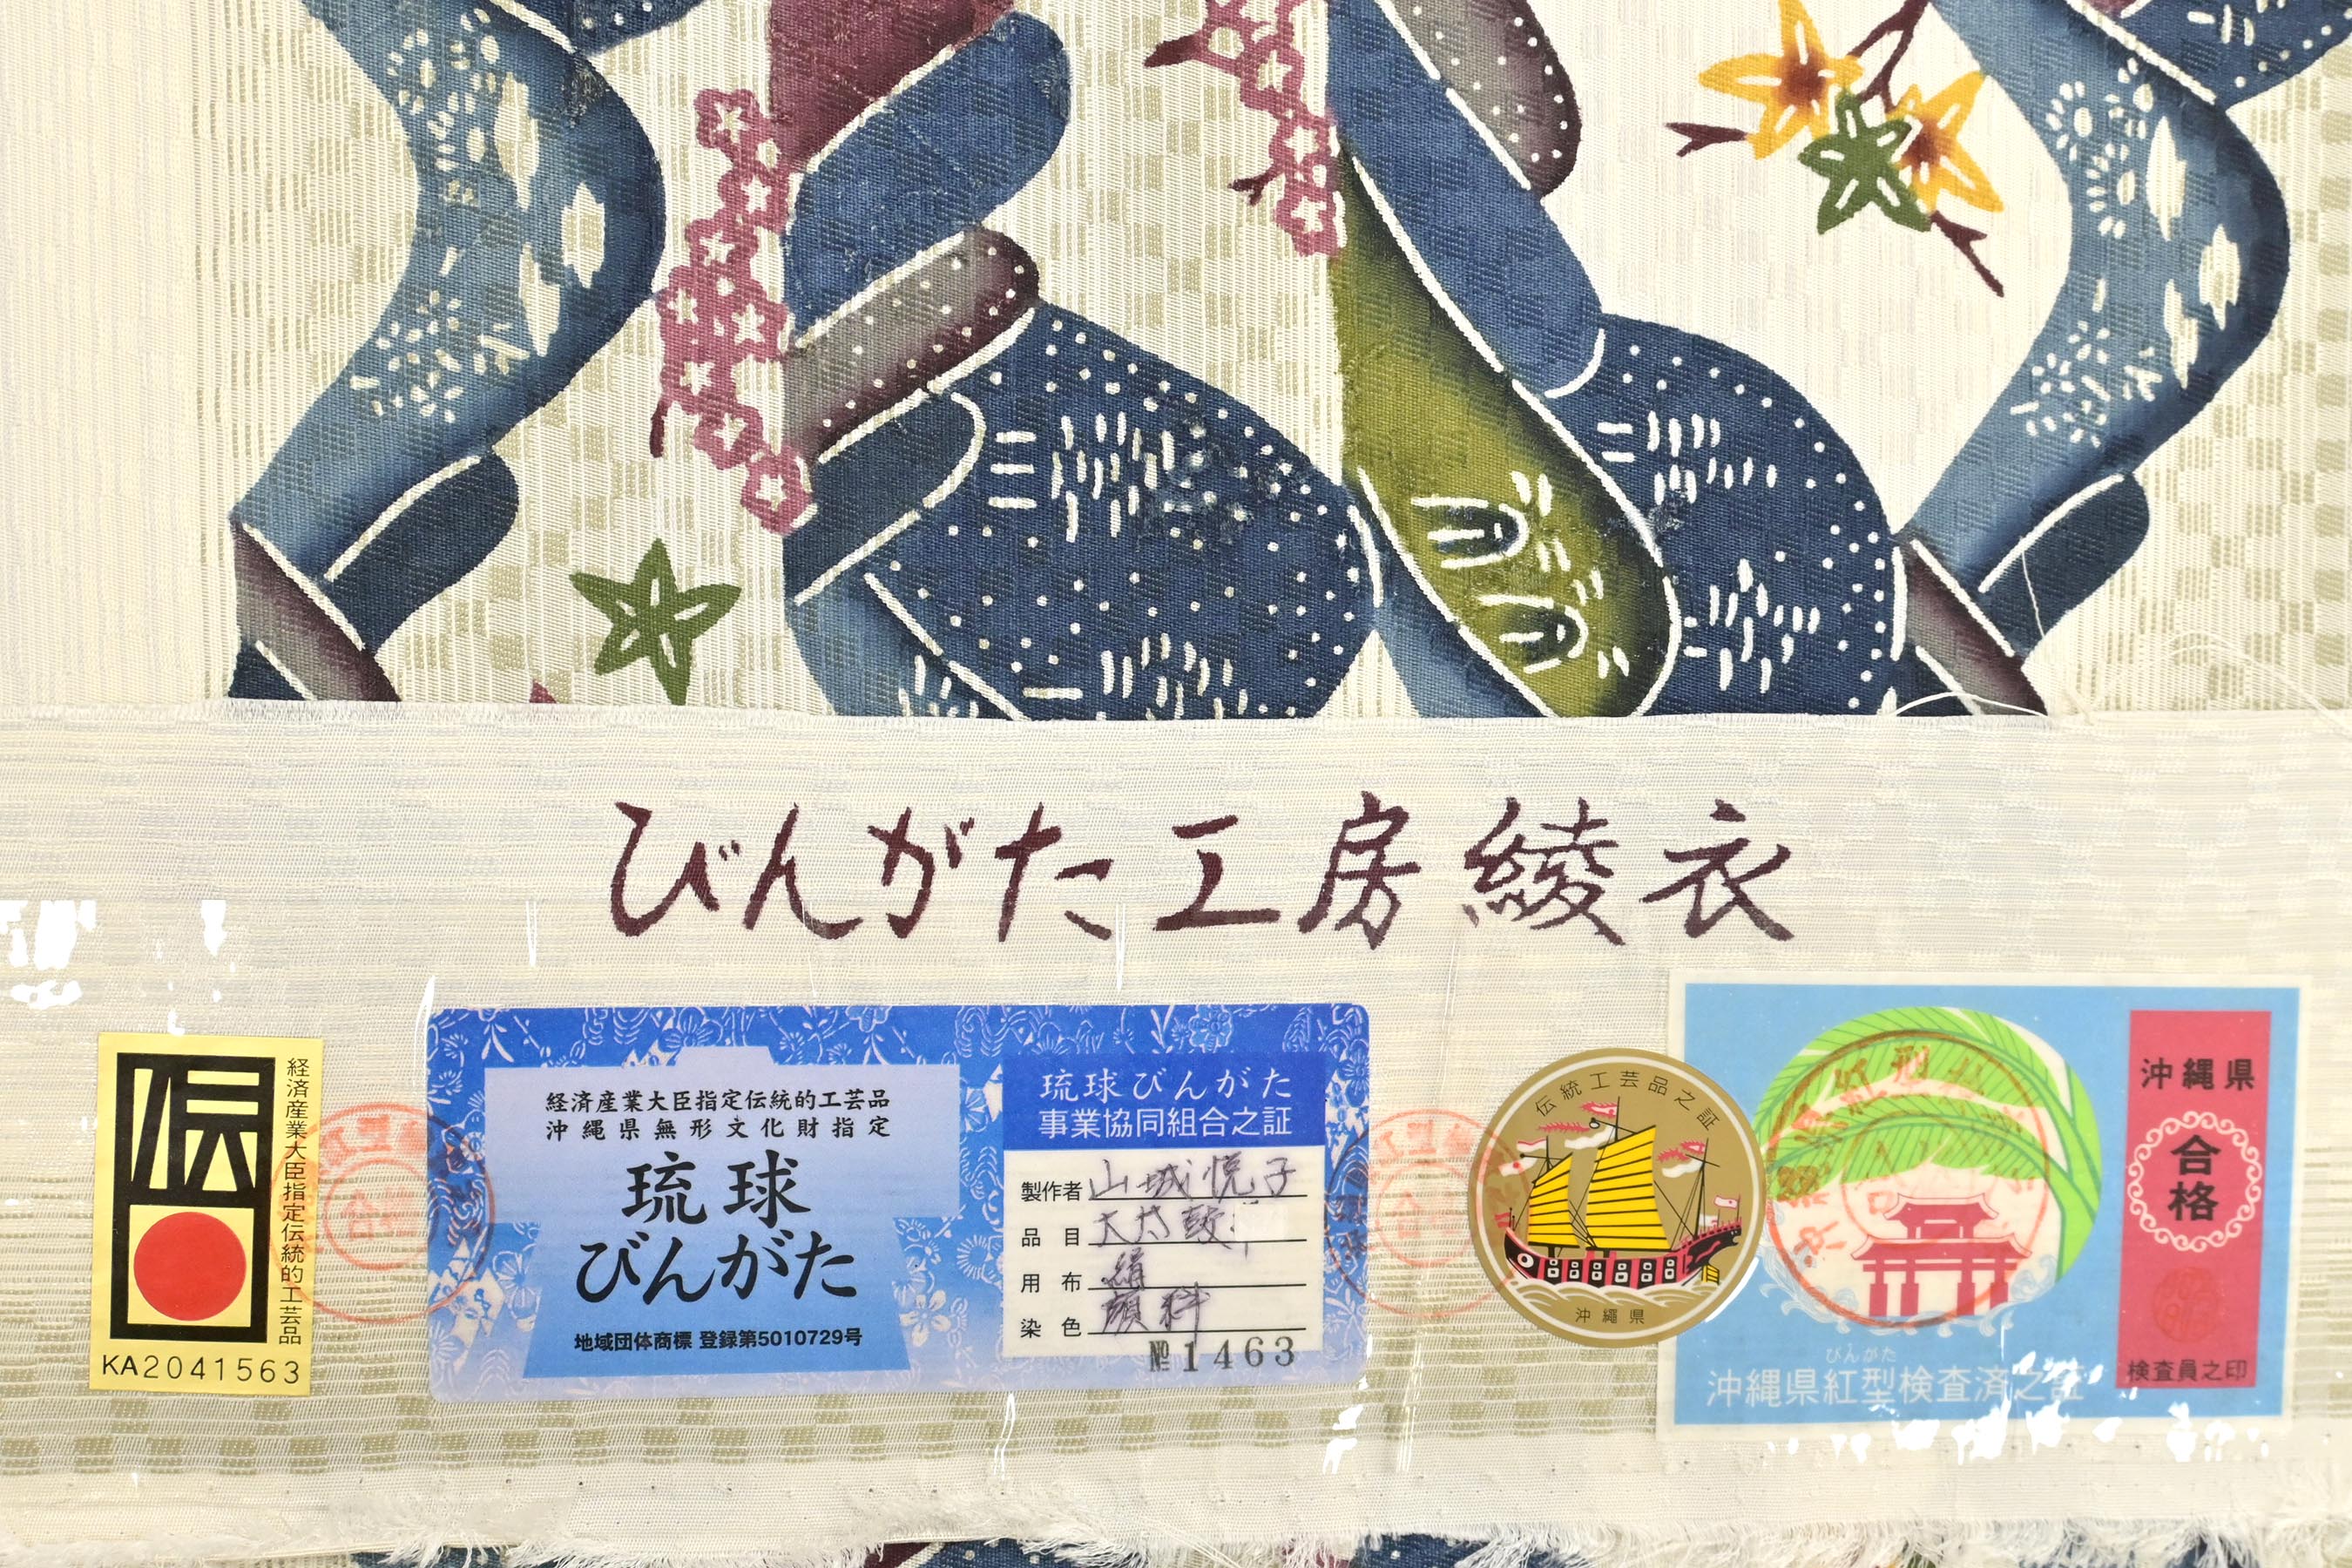 びんがた工房綾衣
伝
経済産業大臣指定伝統的工芸品
KA2041563
経済産業大臣指定伝統的工芸品
沖縄県無形文化財指定
琉球
びんがた
地域団体商標 登録第5010729号
琉球びんがた
事業協同組合之証
製作者 山城悦子
品目
用布 絹
染色 顔料
№1463
伝統工芸品之証
沖縄県
びんがた
沖縄県紅型検査済之証
沖縄県
合格
検査員之印